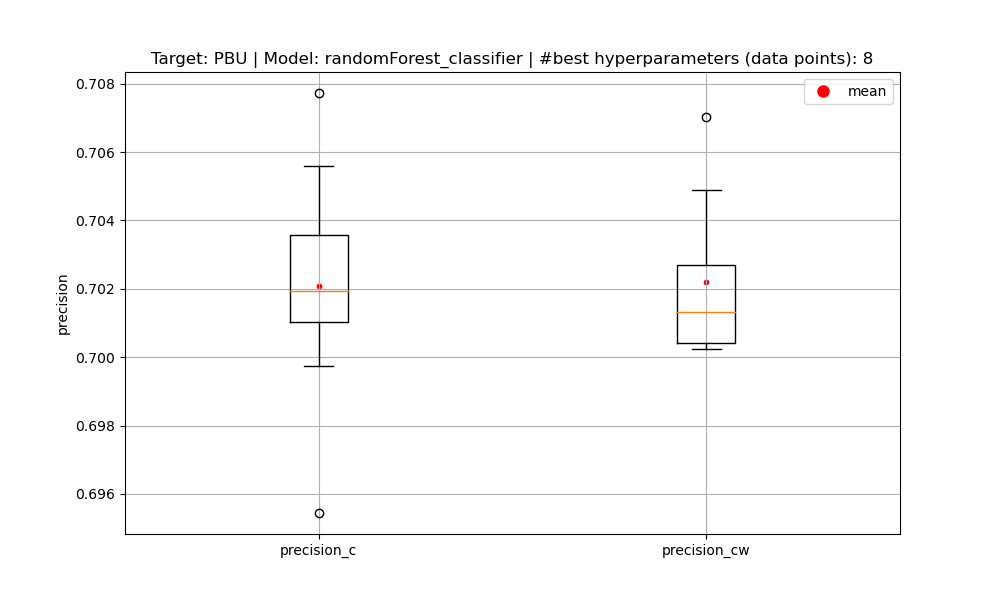 Target: PBU | Model: randomForest_classifier | #best hyperparameters (data points): 8
mean
precision
0.708
0.706
0.704
0.702
0.700
0.698
0.696
precision_c
precision_cw